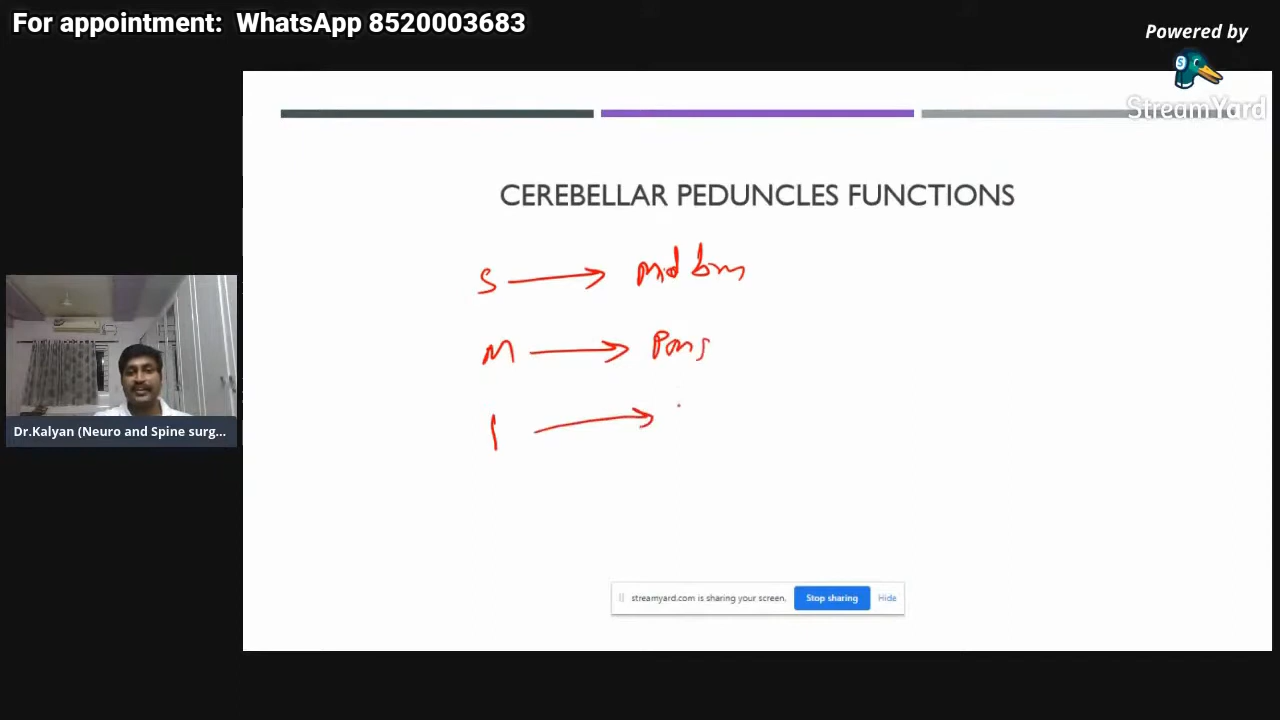 For appointment: WhatsApp 8520003683
Powered by
StreamYard
CEREBELLAR PEDUNCLES FUNCTIONS
S → Mid brn
M → Pons
I →
Dr.Kalyan (Neuro and Spine surg...
streamyard.com is sharing your screen. Stop sharing Hide